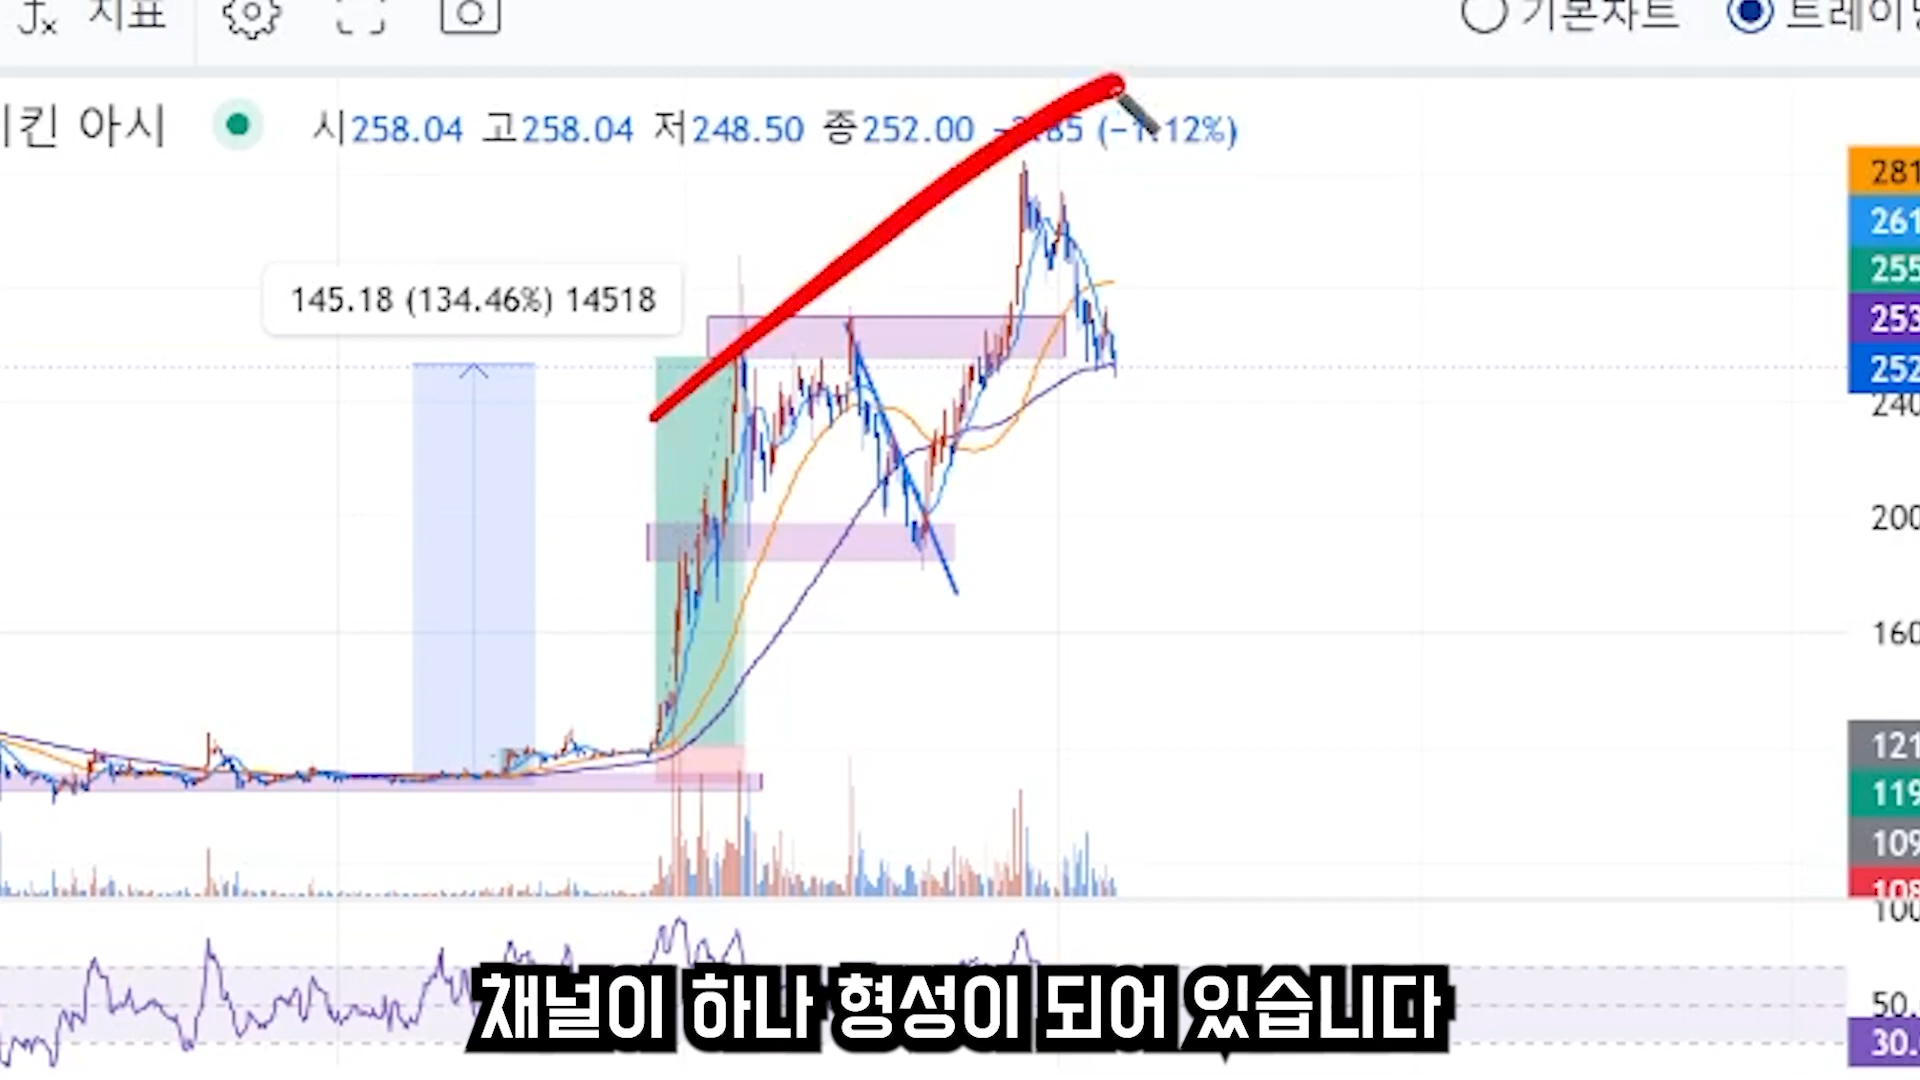 지표
기본차트
트레이
킨 아시
시258.04 고258.04 저248.50 종252.00 (-1.12%)
281
261
255
253
252
145.18 (134.46%) 14518
240
200
160
121
119
109
108
100
50.
30.
채널이 하나 형성이 되어 있습니다